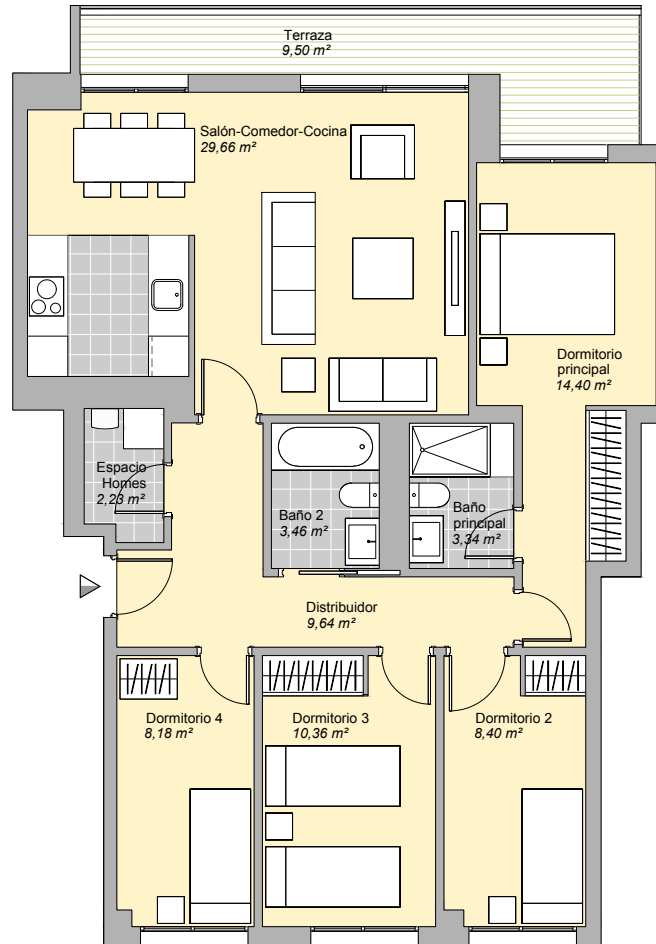 Terraza
9,50 m²
Salón-Comedor-Cocina
29,66 m²
Dormitorio
principal
14,40 m²
Espacio
Homes
2,23 m²
Baño 2
3,46 m²
Baño
principal
3,34 m²
Distribuidor
9,64 m²
Dormitorio 4
8,18 m²
Dormitorio 3
10,36 m²
Dormitorio 2
8,40 m²